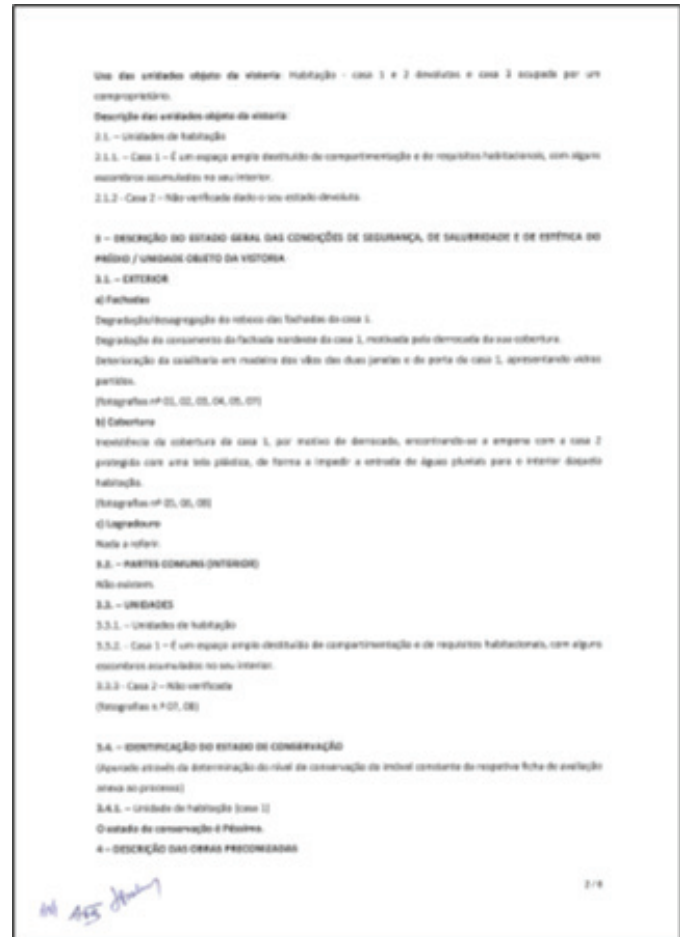 Uso das unidades objeto da vistoria: Habitação - casa 1 e 2 devolutas e casa 3 ocupada por um
comproprietário.
Descrição das unidades objeto da vistoria:
2.1. – Unidades de habitação
2.1.1. – Casa 1 – É um espaço amplo destituído de compartimentação e de requisitos habitacionais, com alguns
escombros acumulados no seu interior.
2.1.2 - Casa 2 – Não verificada dado o seu estado devoluto.
3 – DESCRIÇÃO DO ESTADO GERAL DAS CONDIÇÕES DE SEGURANÇA, DE SALUBRIDADE E DE ESTÉTICA DO
PRÉDIO / UNIDADE OBJETO DA VISTORIA
3.1. – EXTERIOR
a) Fachadas
Degradação/desagregação do reboco das fachadas da casa 1.
Degradação do coroamento da fachada nordeste da casa 1, motivada pela derrocada da sua cobertura.
Deterioração da caixilharia em madeira dos vãos das duas janelas e da porta da casa 1, apresentando vidros
partidos.
(fotografias nº 01, 02, 03, 04, 05, 07)
b) Cobertura
Inexistência da cobertura da casa 1, por motivo de derrocada, encontrando-se a empena com a casa 2
protegida com uma tela plástica, de forma a impedir a entrada de águas pluviais para o interior daquela
habitação.
(fotografias nº 05, 06, 08)
c) Logradouro
Nada a referir.
3.2. – PARTES COMUNS (INTERIOR)
Não existem.
3.3. – UNIDADES
3.3.1. – Unidades de habitação
3.3.2. - Casa 1 – É um espaço amplo destituído de compartimentação e de requisitos habitacionais, com alguns
escombros acumulados no seu interior.
3.3.3 - Casa 2 – Não verificada
(fotografias n.º 07, 08)
3.4. – IDENTIFICAÇÃO DO ESTADO DE CONSERVAÇÃO
(Apurado através da determinação do nível de conservação do imóvel constante da respetiva ficha de avaliação
anexa ao processo)
3.4.1. – Unidade de habitação (casa 1)
O estado de conservação é Péssimo.
4 – DESCRIÇÃO DAS OBRAS PRECONIZADAS